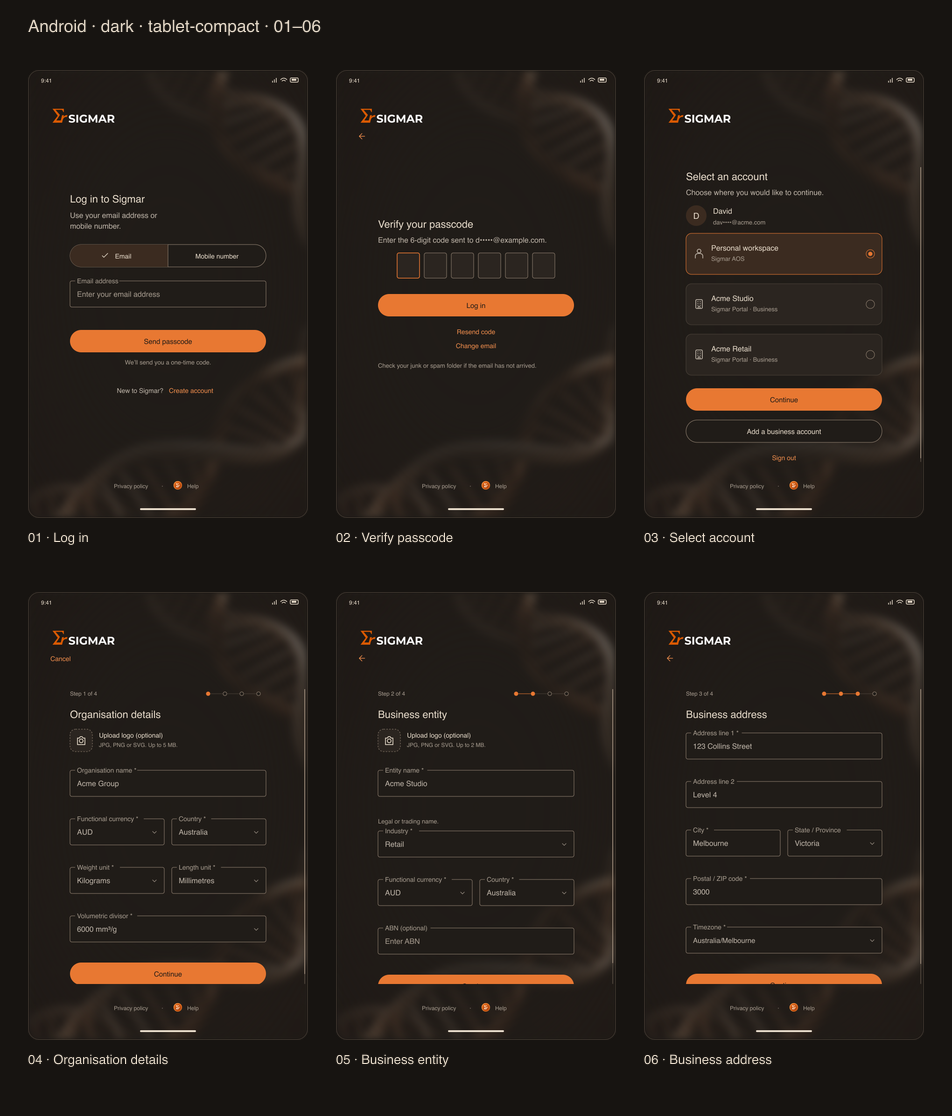 Android · dark · tablet-compact · 01–06
9:41
SIGMAR
Log in to Sigmar
Use your email address or
mobile number.
Email
Mobile number
Email address
Enter your email address
Send passcode
We'll send you a one-time code.
New to Sigmar? Create account
Privacy policy · Help
01 · Log in
9:41
SIGMAR
Verify your passcode
Enter the 6-digit code sent to d•••••@example.com.
Log in
Resend code
Change email
Check your junk or spam folder if the email has not arrived.
Privacy policy · Help
02 · Verify passcode
9:41
SIGMAR
Select an account
Choose where you would like to continue.
D
David
dav••••@acme.com
Personal workspace
Sigmar AOS
Acme Studio
Sigmar Portal · Business
Acme Retail
Sigmar Portal · Business
Continue
Add a business account
Sign out
Privacy policy · Help
03 · Select account
9:41
SIGMAR
Cancel
Step 1 of 4
Organisation details
Upload logo (optional)
JPG, PNG or SVG. Up to 5 MB.
Organisation name *
Acme Group
Functional currency *
AUD
Country *
Australia
Weight unit *
Kilograms
Length unit *
Millimetres
Volumetric divisor *
6000 mm³/g
Continue
Privacy policy · Help
04 · Organisation details
9:41
SIGMAR
Step 2 of 4
Business entity
Upload logo (optional)
JPG, PNG or SVG. Up to 2 MB.
Entity name *
Acme Studio
Legal or trading name.
Industry *
Retail
Functional currency *
AUD
Country *
Australia
ABN (optional)
Enter ABN
Privacy policy · Help
05 · Business entity
9:41
SIGMAR
Step 3 of 4
Business address
Address line 1 *
123 Collins Street
Address line 2
Level 4
City *
Melbourne
State / Province
Victoria
Postal / ZIP code *
3000
Timezone *
Australia/Melbourne
Privacy policy · Help
06 · Business address